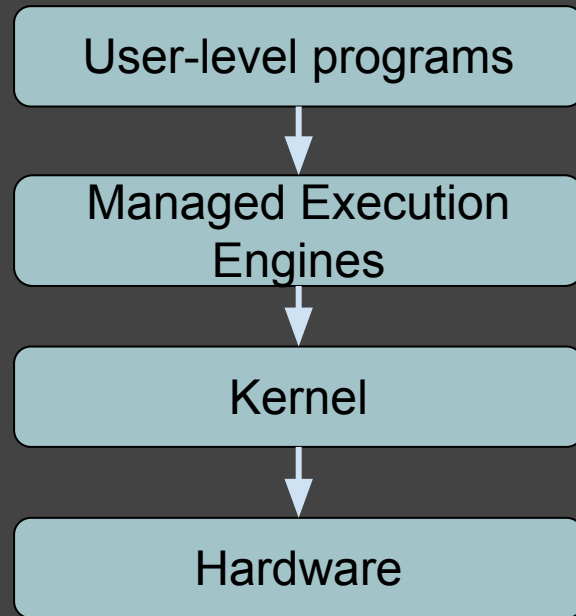 User-level programs
Managed Execution
Engines
Kernel
Hardware